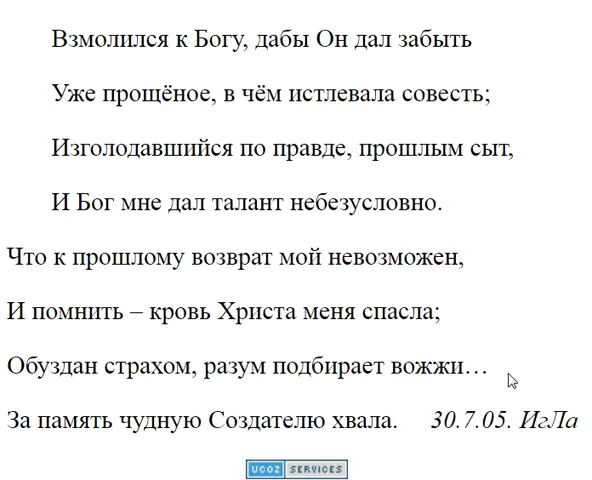 Взмолился к Богу, дабы Он дал забыть
Уже прощёное, в чём истлевала совесть;
Изголодавшийся по правде, прошлым сыт,
И Бог мне дал талант небезусловно.
Что к прошлому возврат мой невозможен,
И помнить – кровь Христа меня спасла;
Обуздан страхом, разум подбирает вожжи…
За память чудную Создателю хвала. 30.7.05. ИгЛа
UCOZ SERVICES